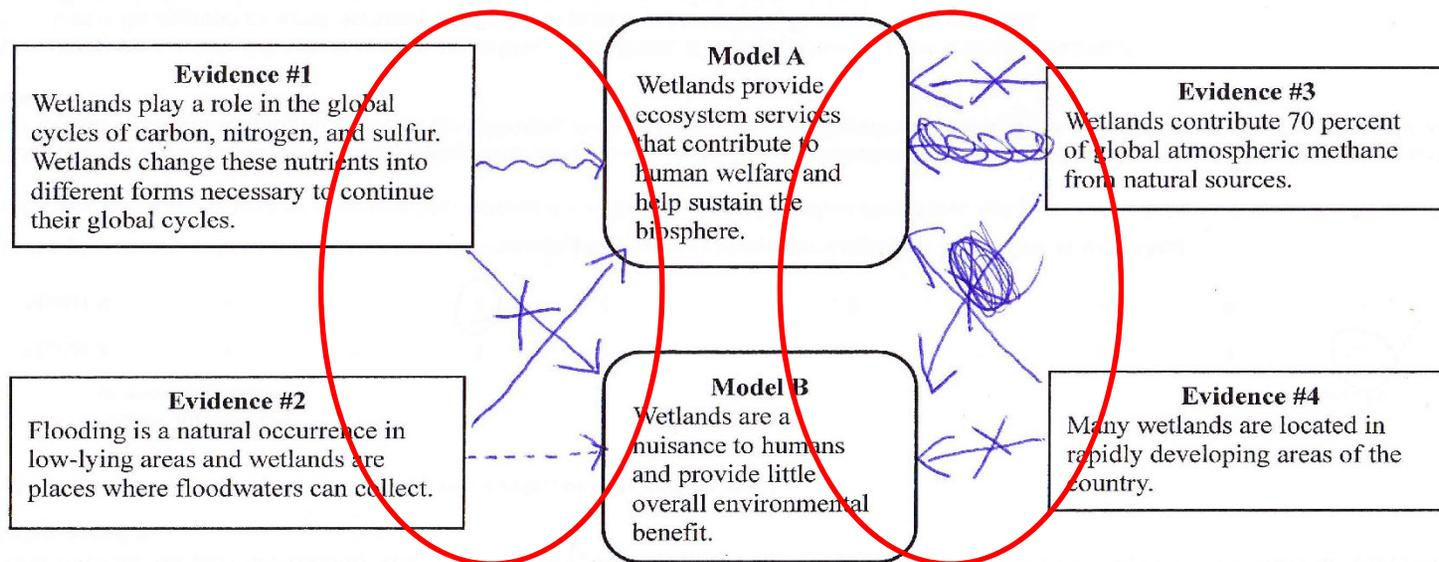 Evidence #1
Wetlands play a role in the global
cycles of carbon, nitrogen, and sulfur.
Wetlands change these nutrients into
different forms necessary to continue
their global cycles.
Evidence #2
Flooding is a natural occurrence in
low-lying areas and wetlands are
places where floodwaters can collect.
Model A
Wetlands provide
ecosystem services
that contribute to
human welfare and
help sustain the
biosphere.
Model B
Wetlands are a
nuisance to humans
and provide little
overall environmental
benefit.
Evidence #3
Wetlands contribute 70 percent
of global atmospheric methane
from natural sources.
Evidence #4
Many wetlands are located in
rapidly developing areas of the
country.